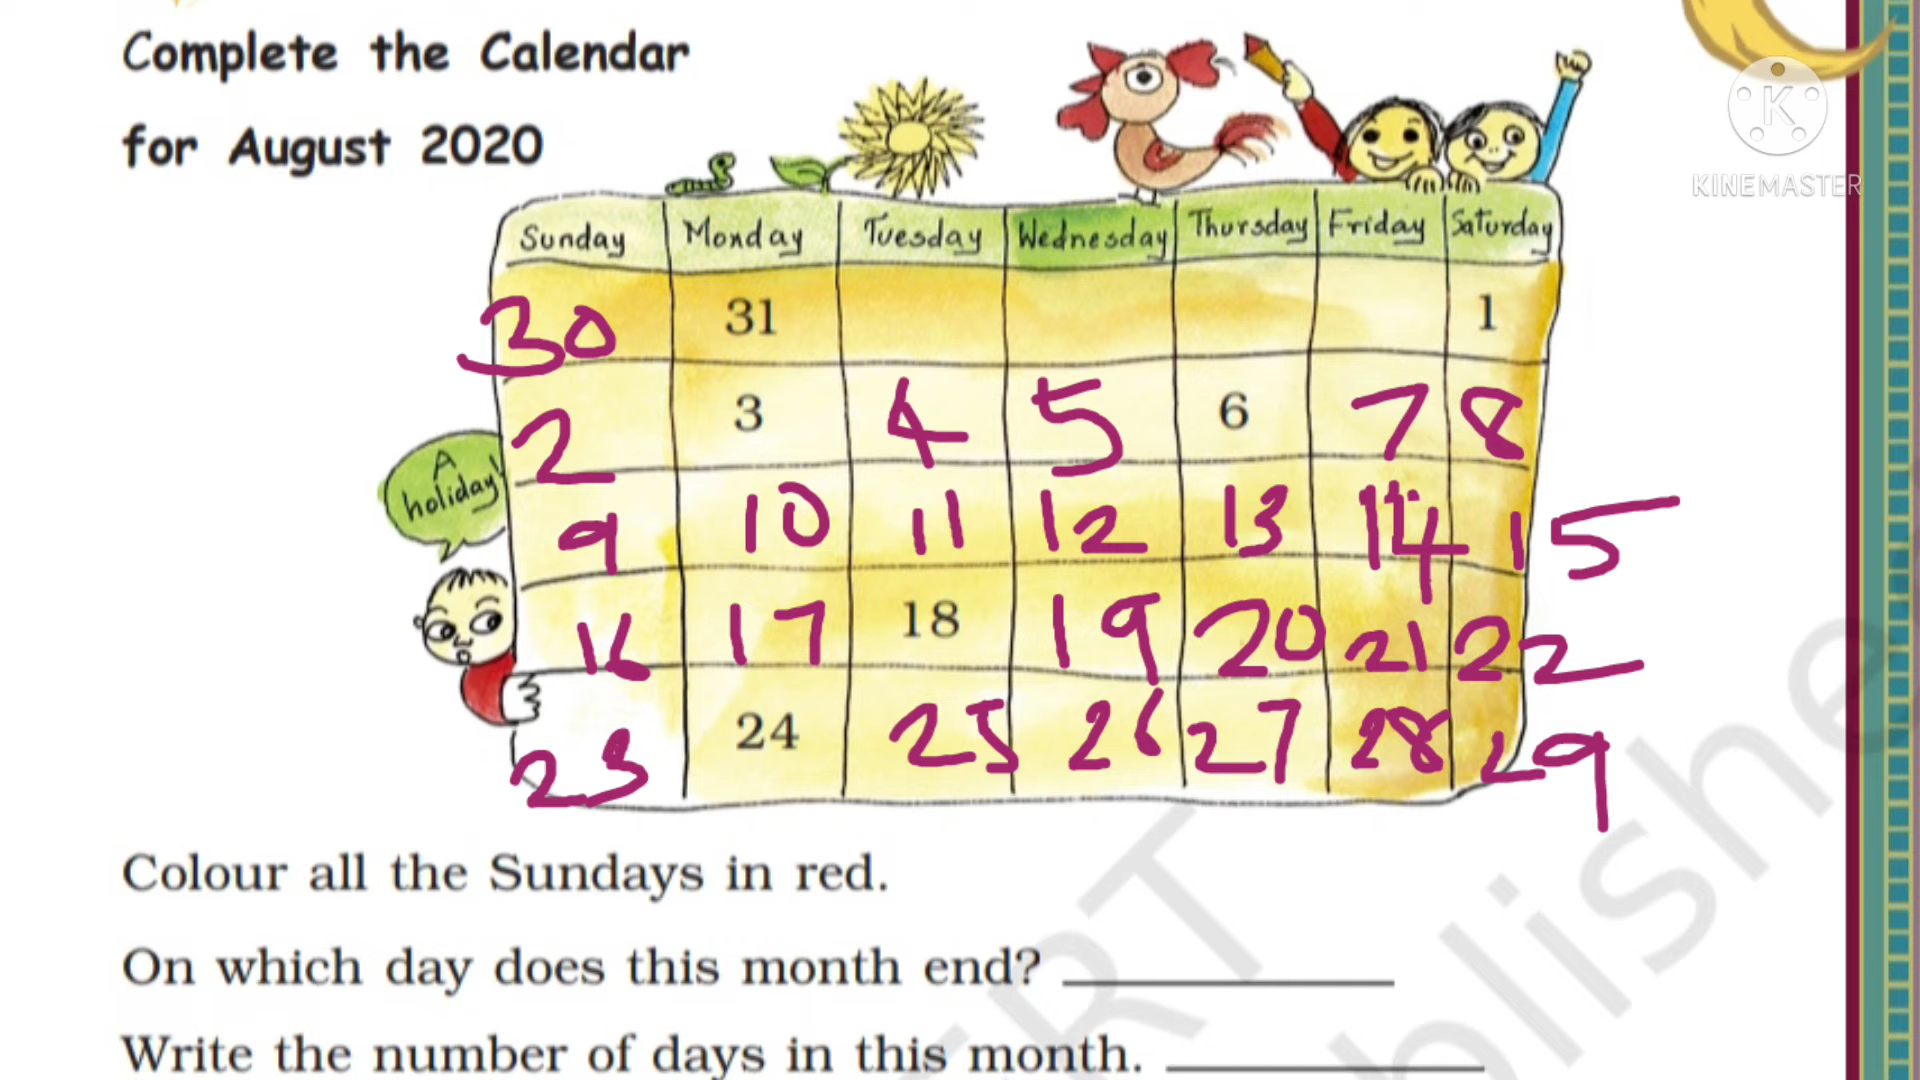 Complete the Calendar
for August 2020
KINEMASTER
Sunday Monday Tuesday Wednesday Thursday Friday Saturday
30 31 1
2 3 4 5 6 7 8
A
holiday
9 10 11 12 13 14 15
16 17 18 19 20 21 22
23 24 25 26 27 28 29
Colour all the Sundays in red.
On which day does this month end?
Write the number of days in this month.